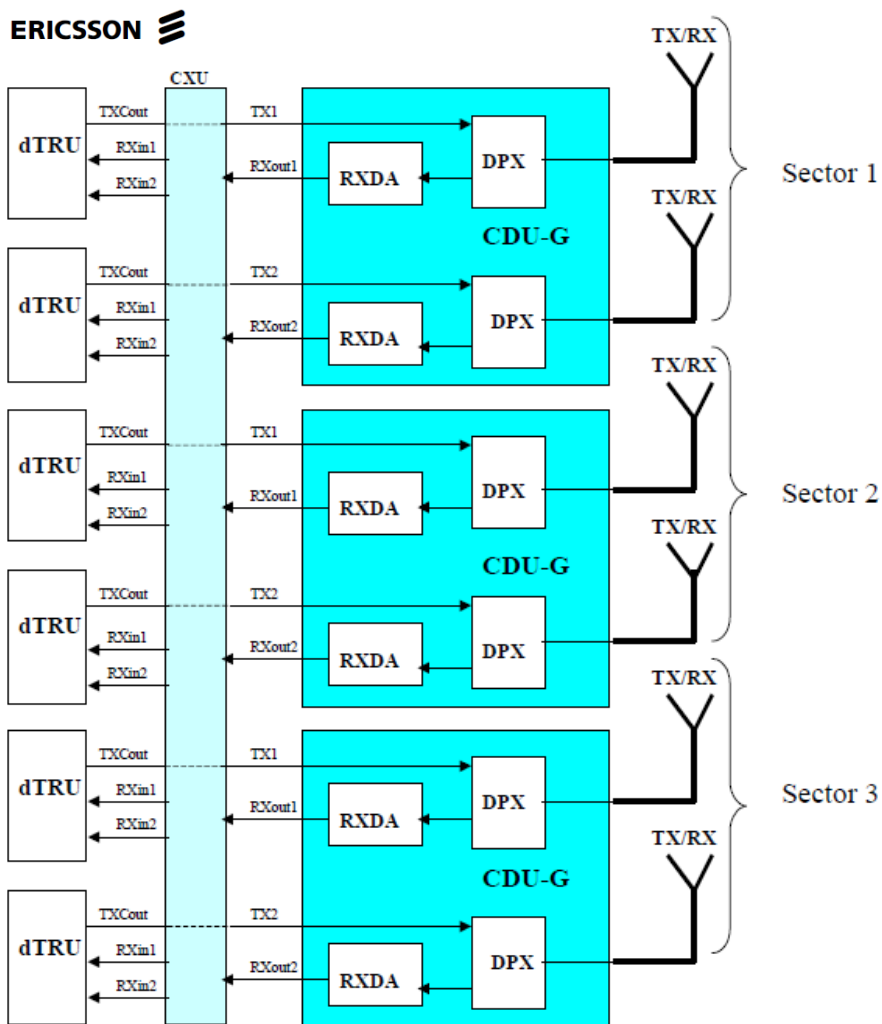 ERICSSON
TX/RX
CXU
TXCout TX1
dTRU RXin1 RXout1 RXDA DPX Sector 1
RXin2
TX/RX
CDU-G
TXCout TX2
dTRU RXin1 RXout2 RXDA DPX
RXin2
TX/RX
TXCout TX1
dTRU RXin1 RXout1 RXDA DPX Sector 2
RXin2
TX/RX
CDU-G
TXCout TX2
dTRU RXin1 RXout2 RXDA DPX
RXin2
TX/RX
TXCout TX1
dTRU RXin1 RXout1 RXDA DPX Sector 3
RXin2
TX/RX
CDU-G
TXCout TX2
dTRU RXin1 RXout2 RXDA DPX
RXin2